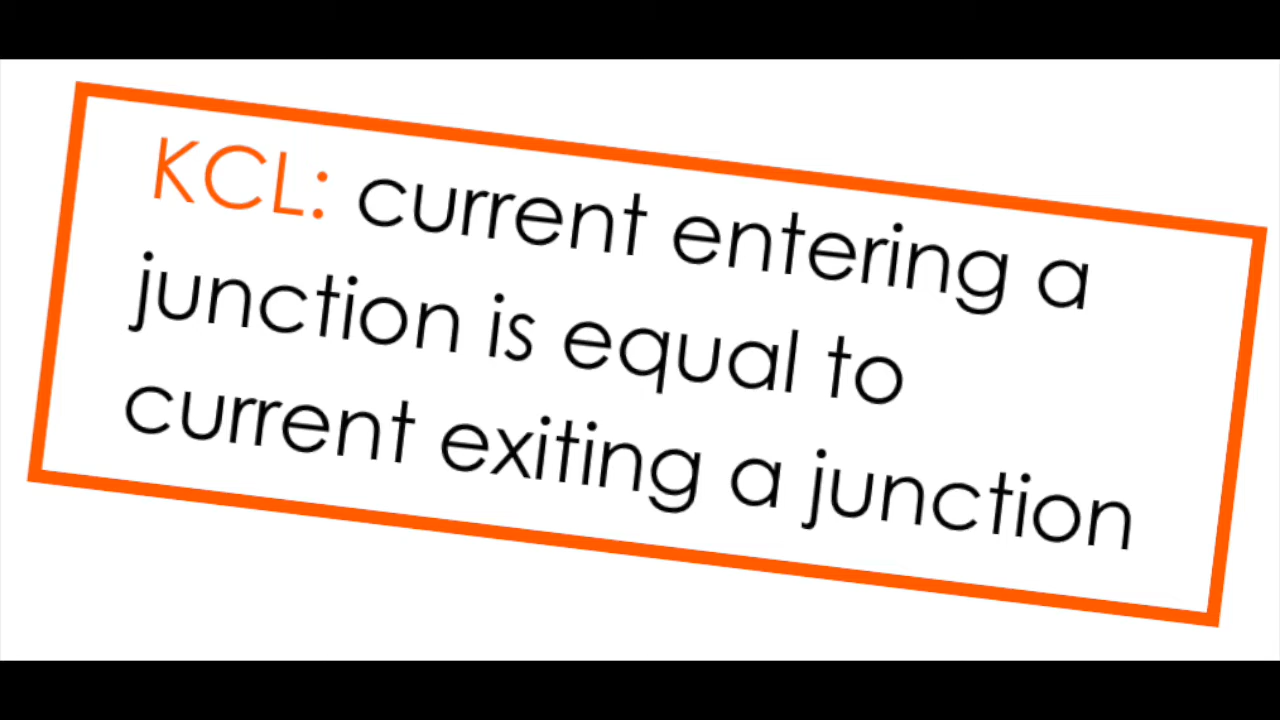 KCL: current entering a
junction is equal to
current exiting a junction